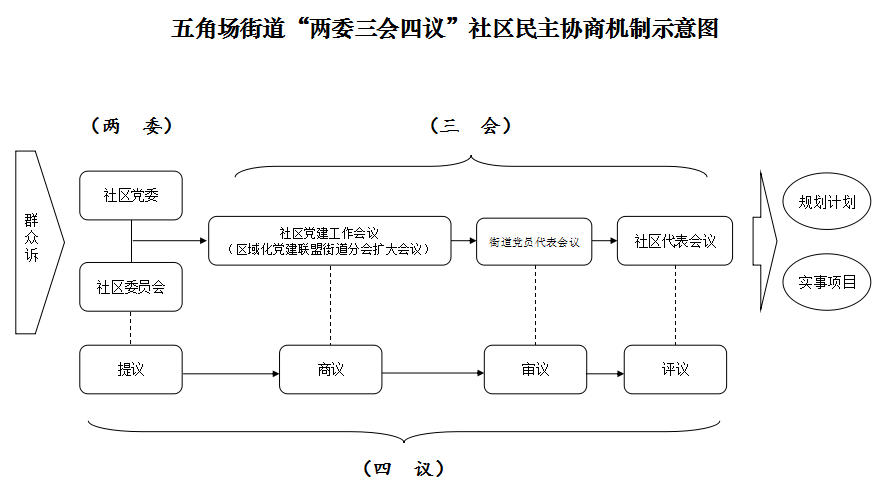 五角场街道“两委三会四议”社区民主协商机制示意图
（两　委）
（三　会）
群众诉
社区党委
社区委员会
社区党建工作会议
（区域化党建联盟街道分会扩大会议）
街道党员代表会议
社区代表会议
规划计划
实事项目
提议
商议
审议
评议
（四　议）